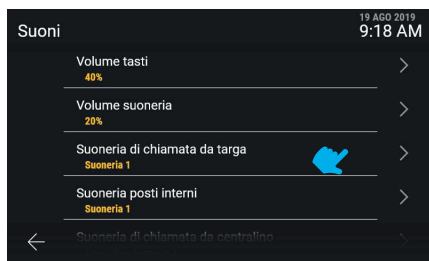 Suoni
19 AGO 2019
9:18 AM
Volume tasti
40%
Volume suoneria
20%
Suoneria di chiamata da targa
Suoneria 1
Suoneria posti interni
Suoneria 1
Suoneria di chiamata da centralino